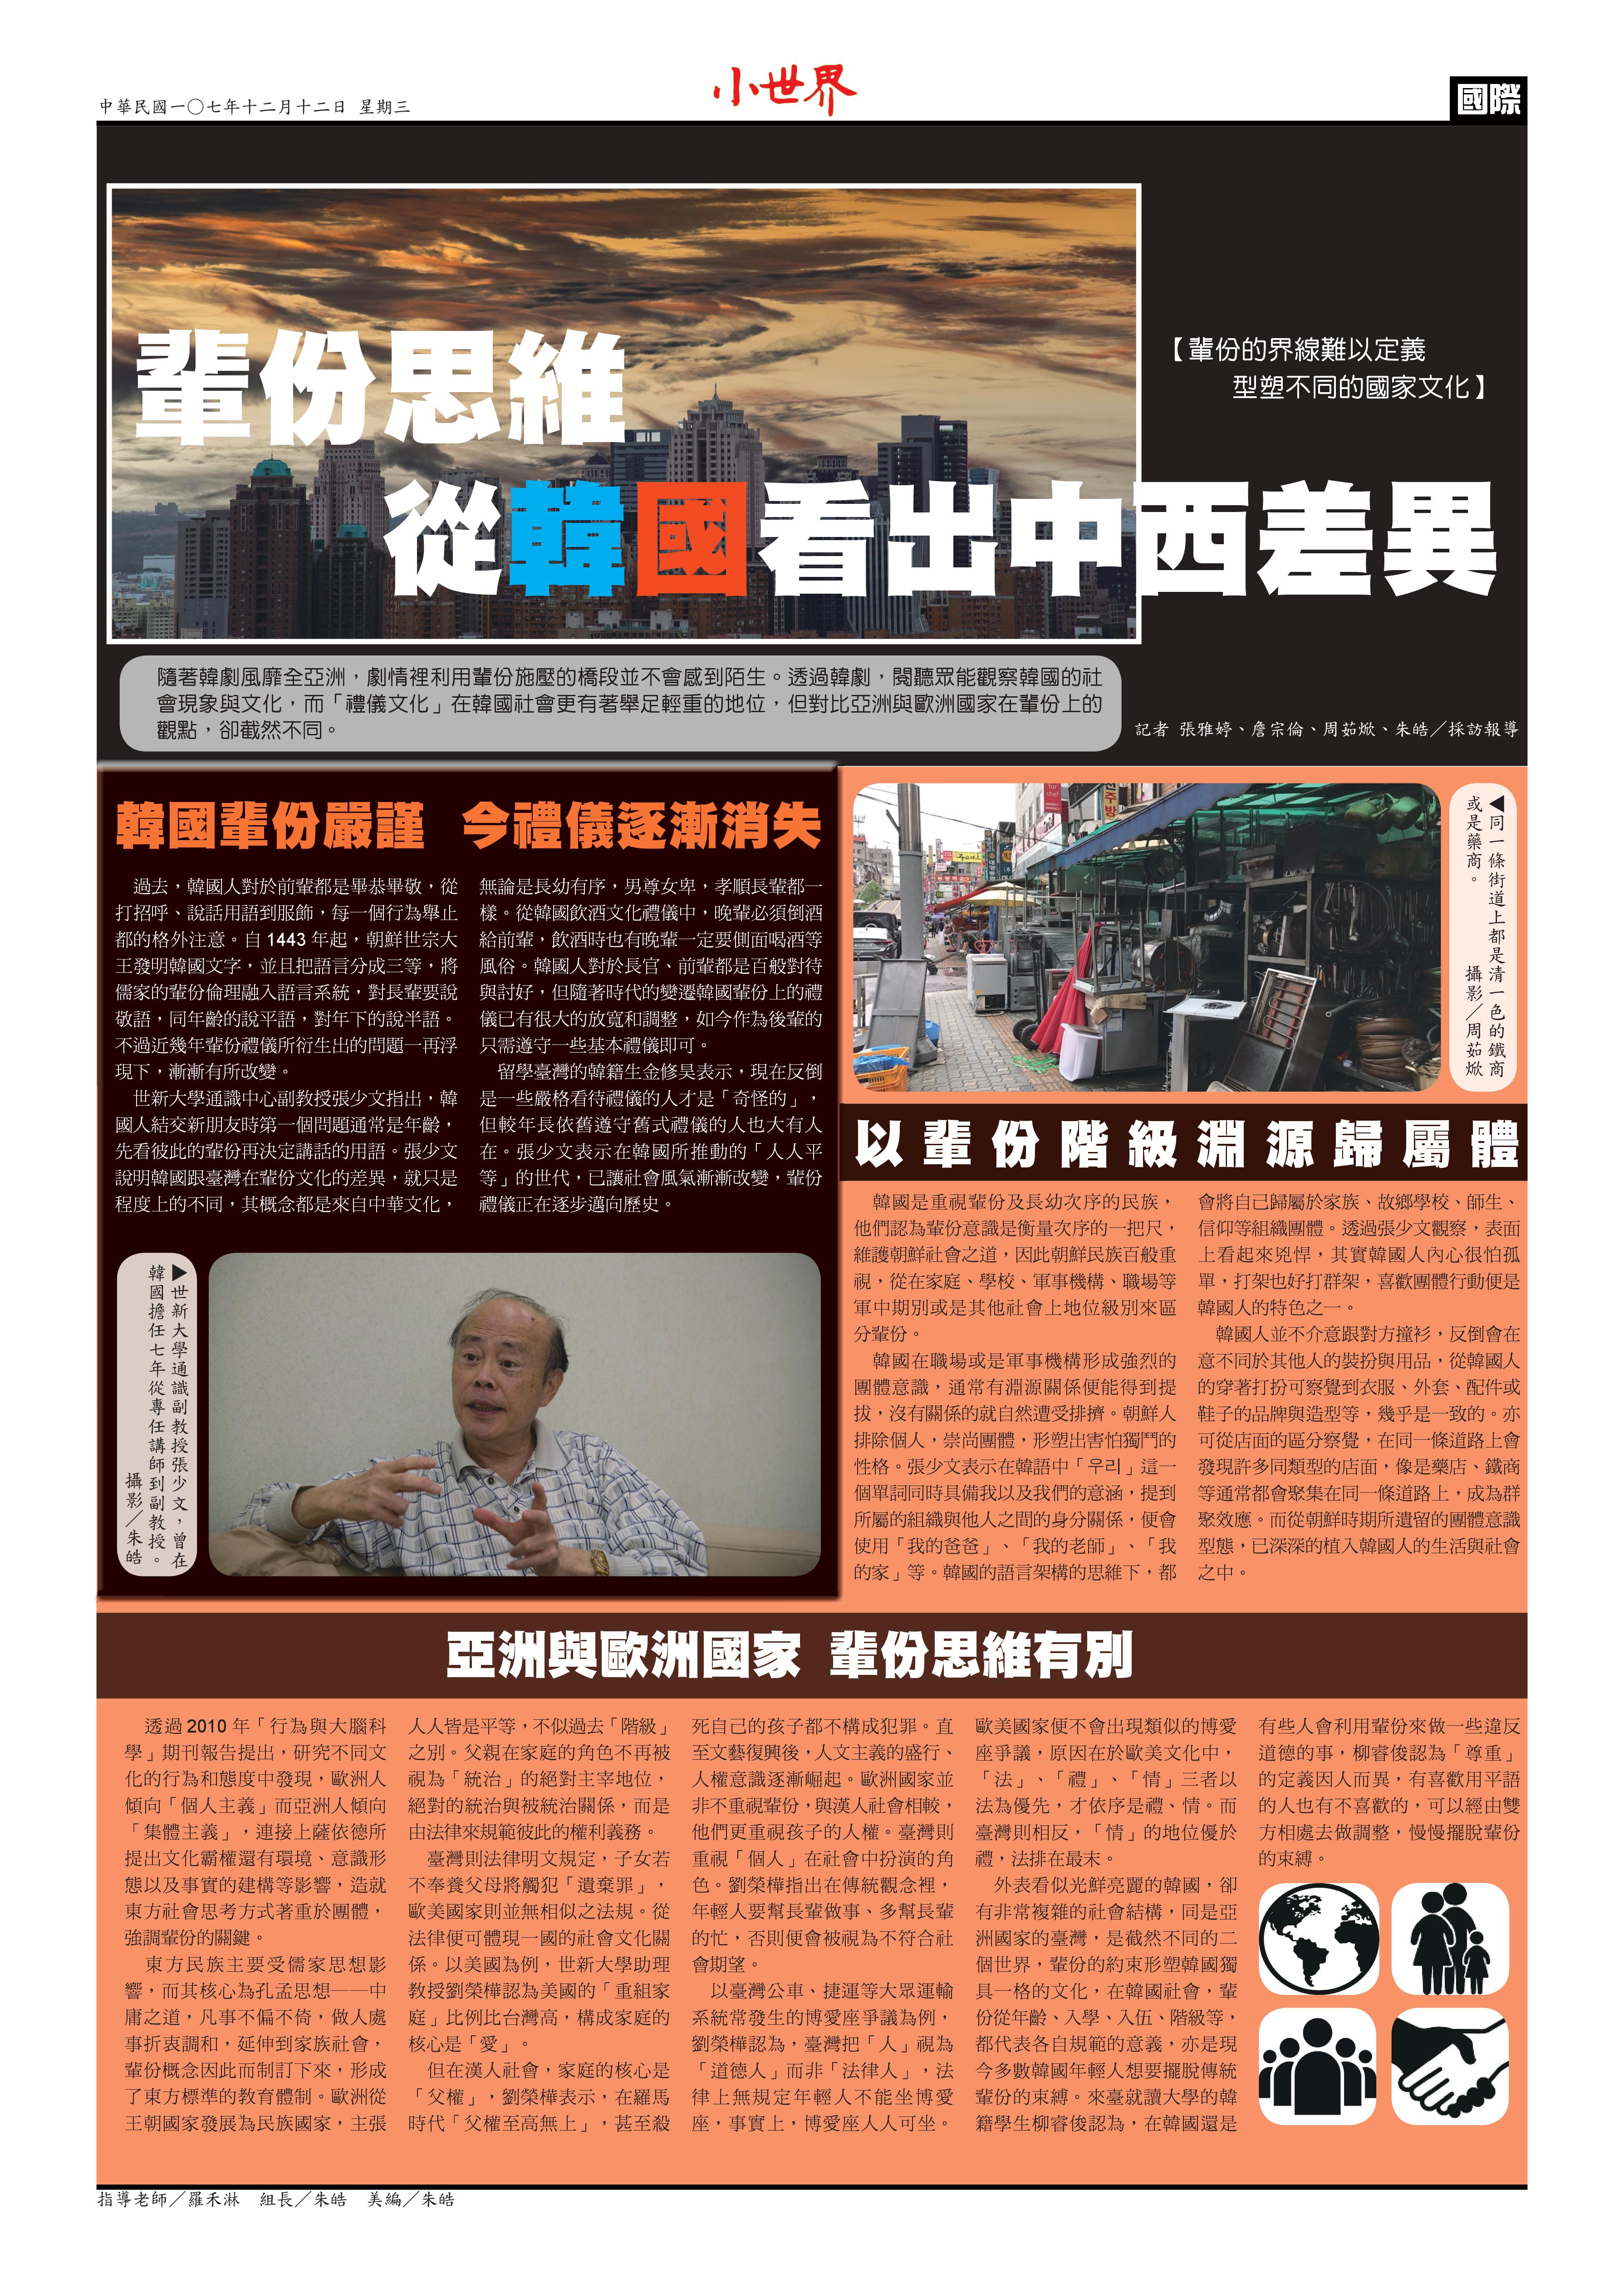 中華民國一〇七年十二月十二日 星期三
小世界
國際
輩份思維
從韓國看出中西差異
【輩份的界線難以定義
型塑不同的國家文化】
隨著韓劇風靡全亞洲，劇情裡利用輩份施壓的橋段並不會感到陌生。透過韓劇，閱聽眾能觀察韓國的社
會現象與文化，而「禮儀文化」在韓國社會更有著舉足輕重的地位，但對比亞洲與歐洲國家在輩份上的
觀點，卻截然不同。
記者 張雅婷、詹宗倫、周茹焮、朱皓／採訪報導
韓國輩份嚴謹 今禮儀逐漸消失
過去，韓國人對於前輩都是畢恭畢敬，從
打招呼、說話用語到服飾，每一個行為舉止
都的格外注意。自1443年起，朝鮮世宗大
王發明韓國文字，並且把語言分成三等，將
儒家的輩份倫理融入語言系統，對長輩要說
敬語，同年齡的說平語，對年下的說半語。
不過近幾年輩份禮儀所衍生出的問題一再浮
現下，漸漸有所改變。
世新大學通識中心副教授張少文指出，韓
國人結交新朋友時第一個問題通常是年齡，
先看彼此的輩份再決定講話的用語。張少文
說明韓國跟臺灣在輩份文化的差異，就只是
程度上的不同，其概念都是來自中華文化，
無論是長幼有序，男尊女卑，孝順長輩都一
樣。從韓國飲酒文化禮儀中，晚輩必須倒酒
給前輩，飲酒時也有晚輩一定要側面喝酒等
風俗。韓國人對於長官、前輩都是百般對待
與討好，但隨著時代的變遷韓國輩份上的禮
儀已有很大的放寬和調整，如今作為後輩的
只需遵守一些基本禮儀即可。
留學臺灣的韓籍生金修昊表示，現在反倒
是一些嚴格看待禮儀的人才是「奇怪的」，
但較年長依舊遵守舊式禮儀的人也大有人
在。張少文表示在韓國所推動的「人人平
等」的世代，已讓社會風氣漸漸改變，輩份
禮儀正在逐步邁向歷史。
▶世新大學通識副教授張少文，曾在
韓國擔任七年從專任講師到副教授。
攝影／朱皓
◀同一條街道上都是清一色的鐵商
或是藥商。 攝影／周茹焮
以輩份階級淵源歸屬體
韓國是重視輩份及長幼次序的民族，
他們認為輩份意識是衡量次序的一把尺，
維護朝鮮社會之道，因此朝鮮民族百般重
視，從在家庭、學校、軍事機構、職場等
軍中期別或是其他社會上地位級別來區
分輩份。
韓國在職場或是軍事機構形成強烈的
團體意識，通常有淵源關係便能得到提
拔，沒有關係的就自然遭受排擠。朝鮮人
排除個人，崇尚團體，形塑出害怕獨鬥的
性格。張少文表示在韓語中「우리」這一
個單詞同時具備我以及我們的意涵，提到
所屬的組織與他人之間的身分關係，便會
使用「我的爸爸」、「我的老師」、「我
的家」等。韓國的語言架構的思維下，都
會將自己歸屬於家族、故鄉學校、師生、
信仰等組織團體。透過張少文觀察，表面
上看起來兇悍，其實韓國人內心很怕孤
單，打架也好打群架，喜歡團體行動便是
韓國人的特色之一。
韓國人並不介意跟對方撞衫，反倒會在
意不同於其他人的裝扮與用品，從韓國人
的穿著打扮可察覺到衣服、外套、配件或
鞋子的品牌與造型等，幾乎是一致的。亦
可從店面的區分察覺，在同一條道路上會
發現許多同類型的店面，像是藥店、鐵商
等通常都會聚集在同一條道路上，成為群
聚效應。而從朝鮮時期所遺留的團體意識
型態，已深深的植入韓國人的生活與社會
之中。
亞洲與歐洲國家 輩份思維有別
透過2010年「行為與大腦科
學」期刊報告提出，研究不同文
化的行為和態度中發現，歐洲人
傾向「個人主義」而亞洲人傾向
「集體主義」，連接上薩依德所
提出文化霸權還有環境、意識形
態以及事實的建構等影響，造就
東方社會思考方式著重於團體，
強調輩份的關鍵。
東方民族主要受儒家思想影
響，而其核心為孔孟思想——中
庸之道，凡事不偏不倚，做人處
事折衷調和，延伸到家族社會，
輩份概念因此而制訂下來，形成
了東方標準的教育體制。歐洲從
王朝國家發展為民族國家，主張
人人皆是平等，不似過去「階級」
之別。父親在家庭的角色不再被
視為「統治」的絕對主宰地位，
絕對的統治與被統治關係，而是
由法律來規範彼此的權利義務。
臺灣則法律明文規定，子女若
不奉養父母將觸犯「遺棄罪」，
歐美國家則並無相似之法規。從
法律便可體現一國的社會文化關
係。以美國為例，世新大學助理
教授劉榮樺認為美國的「重組家
庭」比例比台灣高，構成家庭的
核心是「愛」。
但在漢人社會，家庭的核心是
「父權」，劉榮樺表示，在羅馬
時代「父權至高無上」，甚至殺
死自己的孩子都不構成犯罪。直
至文藝復興後，人文主義的盛行、
人權意識逐漸崛起。歐洲國家並
非不重視輩份，與漢人社會相較，
他們更重視孩子的人權。臺灣則
重視「個人」在社會中扮演的角
色。劉榮樺指出在傳統觀念裡，
年輕人要幫長輩做事、多幫長輩
的忙，否則便會被視為不符合社
會期望。
以臺灣公車、捷運等大眾運輸
系統常發生的博愛座爭議為例，
劉榮樺認為，臺灣把「人」視為
「道德人」而非「法律人」，法
律上無規定年輕人不能坐博愛
座，事實上，博愛座人人可坐。
歐美國家便不會出現類似的博愛
座爭議，原因在於歐美文化中，
「法」、「禮」、「情」三者以
法為優先，才依序是禮、情。而
臺灣則相反，「情」的地位優於
禮，法排在最末。
外表看似光鮮亮麗的韓國，卻
有非常複雜的社會結構，同是亞
洲國家的臺灣，是截然不同的二
個世界，輩份的約束形塑韓國獨
具一格的文化，在韓國社會，輩
份從年齡、入學、入伍、階級等，
都代表各自規範的意義，亦是現
今多數韓國年輕人想要擺脫傳統
輩份的束縛。來臺就讀大學的韓
籍學生柳睿俊認為，在韓國還是
有些人會利用輩份來做一些違反
道德的事，柳睿俊認為「尊重」
的定義因人而異，有喜歡用平語
的人也有不喜歡的，可以經由雙
方相處去做調整，慢慢擺脫輩份
的束縛。
指導老師／羅禾淋 組長／朱皓 美編／朱皓